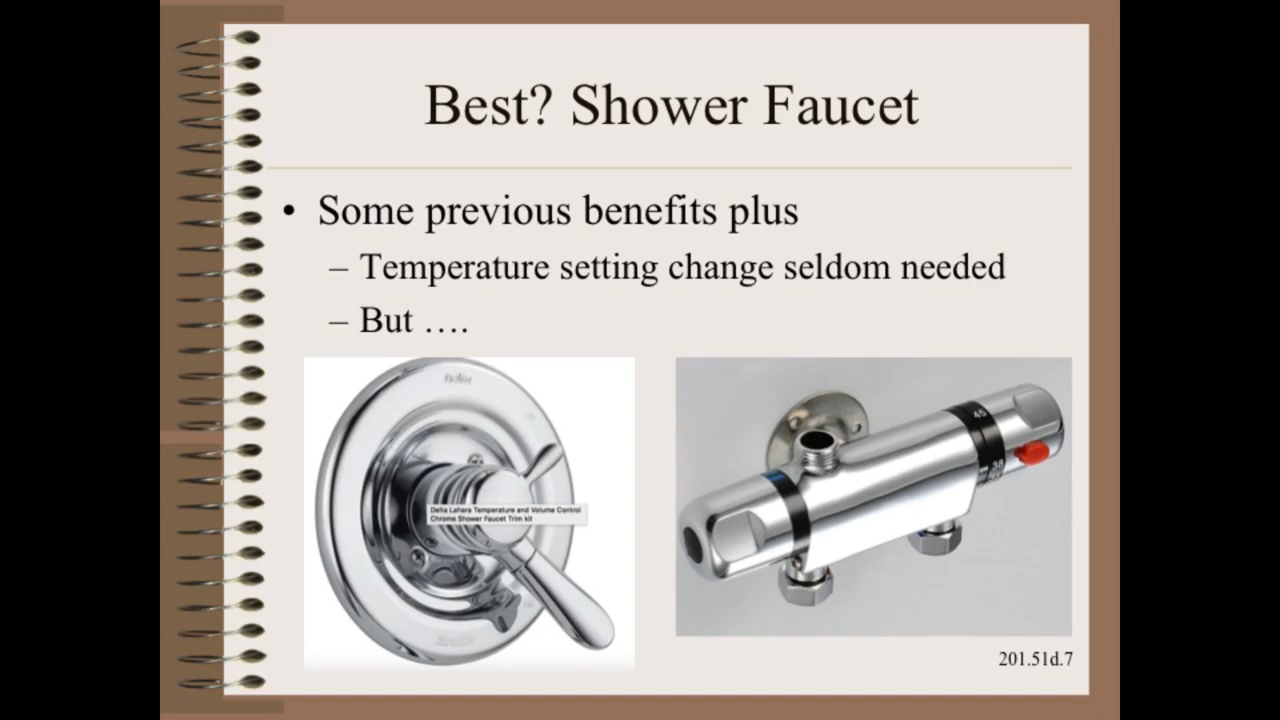 Best? Shower Faucet
• Some previous benefits plus
– Temperature setting change seldom needed
– But ….
Delta Lahara Temperature and Volume Control
Chrome Shower Faucet Trim kit
45
38
201.51d.7